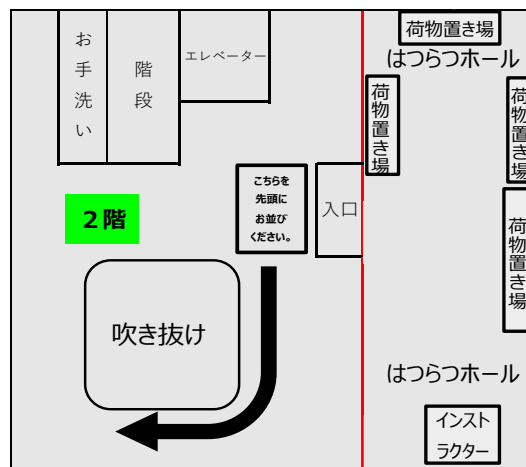 お手洗い
階段
エレベーター
荷物置き場
はつらつホール
荷物置き場
荷物置き場
こちらを
先頭に
お並び
ください。
入口
2階
荷物置き場
吹き抜け
はつらつホール
インスト
ラクター